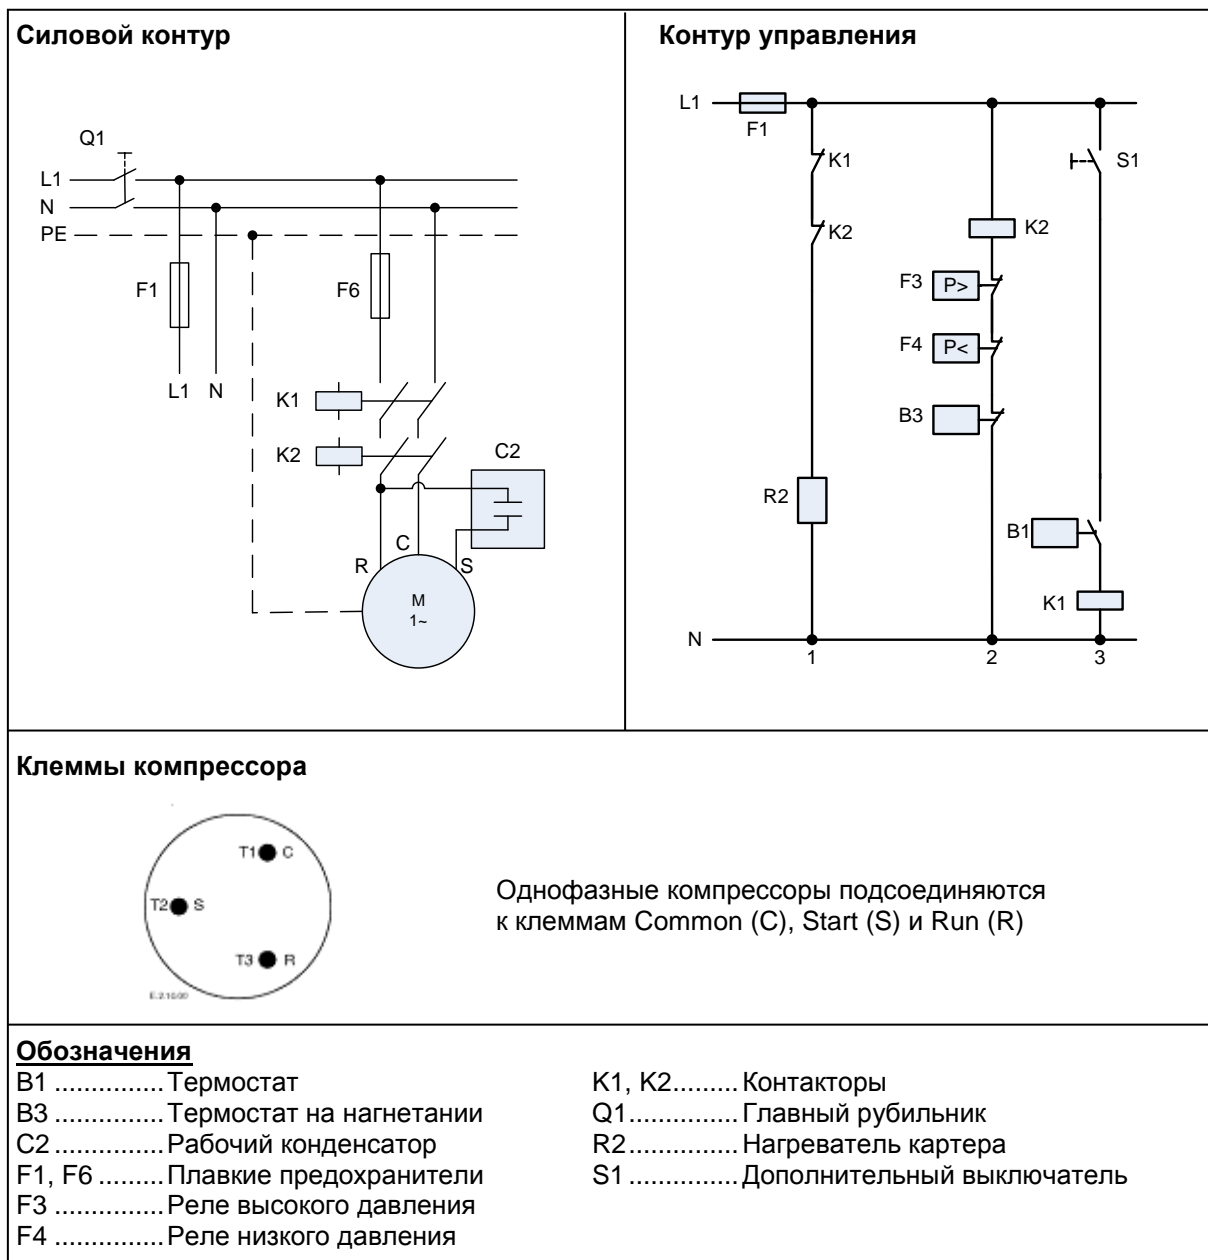 Силовой контур
Q1
L1
N
PE
F1
F6
L1 N
K1
K2
C2
R
C
S
M
1~
Контур управления
L1
F1
K1
S1
K2
K2
F3 P>
F4 P<
B3
R2
B1
K1
N
1
2
3
Клеммы компрессора
T1 C
T2 S
T3 R
E.2.10.00
Однофазные компрессоры подсоединяются
к клеммам Common (C), Start (S) и Run (R)
Обозначения
B1 ............... Термостат
B3 ............... Термостат на нагнетании
C2 ............... Рабочий конденсатор
F1, F6 ......... Плавкие предохранители
F3 ............... Реле высокого давления
F4 ............... Реле низкого давления
K1, K2......... Контакторы
Q1............... Главный рубильник
R2............... Нагреватель картера
S1 ............... Дополнительный выключатель